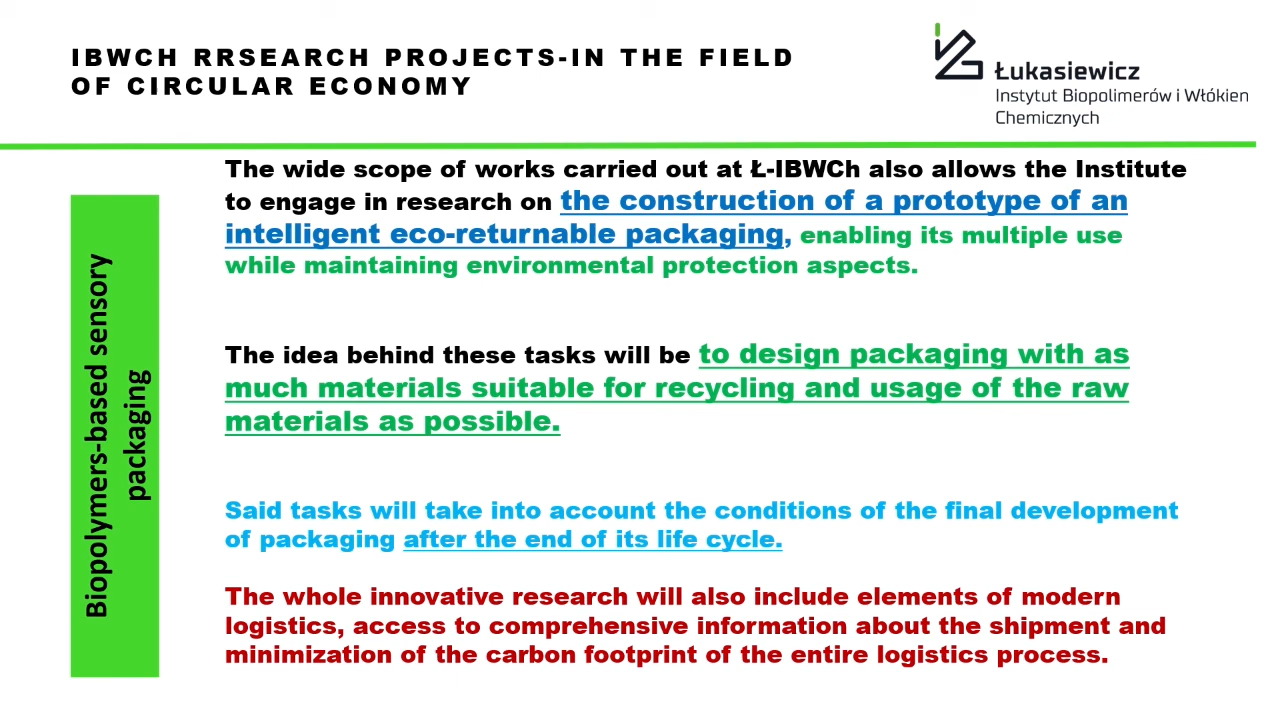 IBWCH RRSEARCH PROJECTS-IN THE FIELD
OF CIRCULAR ECONOMY
Łukasiewicz
Instytut Biopolimerów i Włókien
Chemicznych
Biopolymers-based sensory
packaging
The wide scope of works carried out at Ł-IBWCh also allows the Institute
to engage in research on the construction of a prototype of an
intelligent eco-returnable packaging, enabling its multiple use
while maintaining environmental protection aspects.
The idea behind these tasks will be to design packaging with as
much materials suitable for recycling and usage of the raw
materials as possible.
Said tasks will take into account the conditions of the final development
of packaging after the end of its life cycle.
The whole innovative research will also include elements of modern
logistics, access to comprehensive information about the shipment and
minimization of the carbon footprint of the entire logistics process.